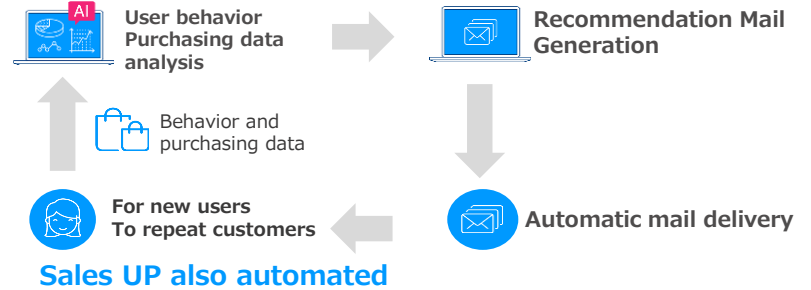 AI
User behavior
Purchasing data
analysis
Recommendation Mail
Generation
Behavior and
purchasing data
For new users
To repeat customers
Automatic mail delivery
Sales UP also automated